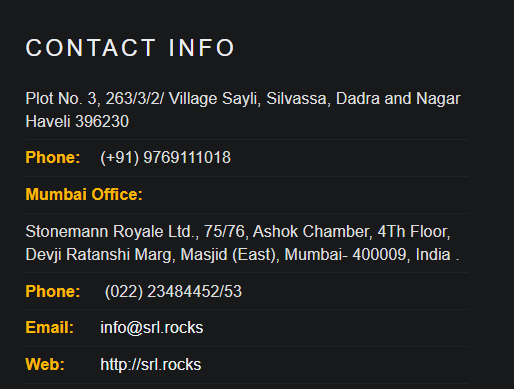 CONTACT INFO
Plot No. 3, 263/3/2/ Village Sayli, Silvassa, Dadra and Nagar
Haveli 396230
Phone: (+91) 9769111018
Mumbai Office:
Stonemann Royale Ltd., 75/76, Ashok Chamber, 4Th Floor,
Devji Ratanshi Marg, Masjid (East), Mumbai- 400009, India .
Phone: (022) 23484452/53
Email: info@srl.rocks
Web: http://srl.rocks